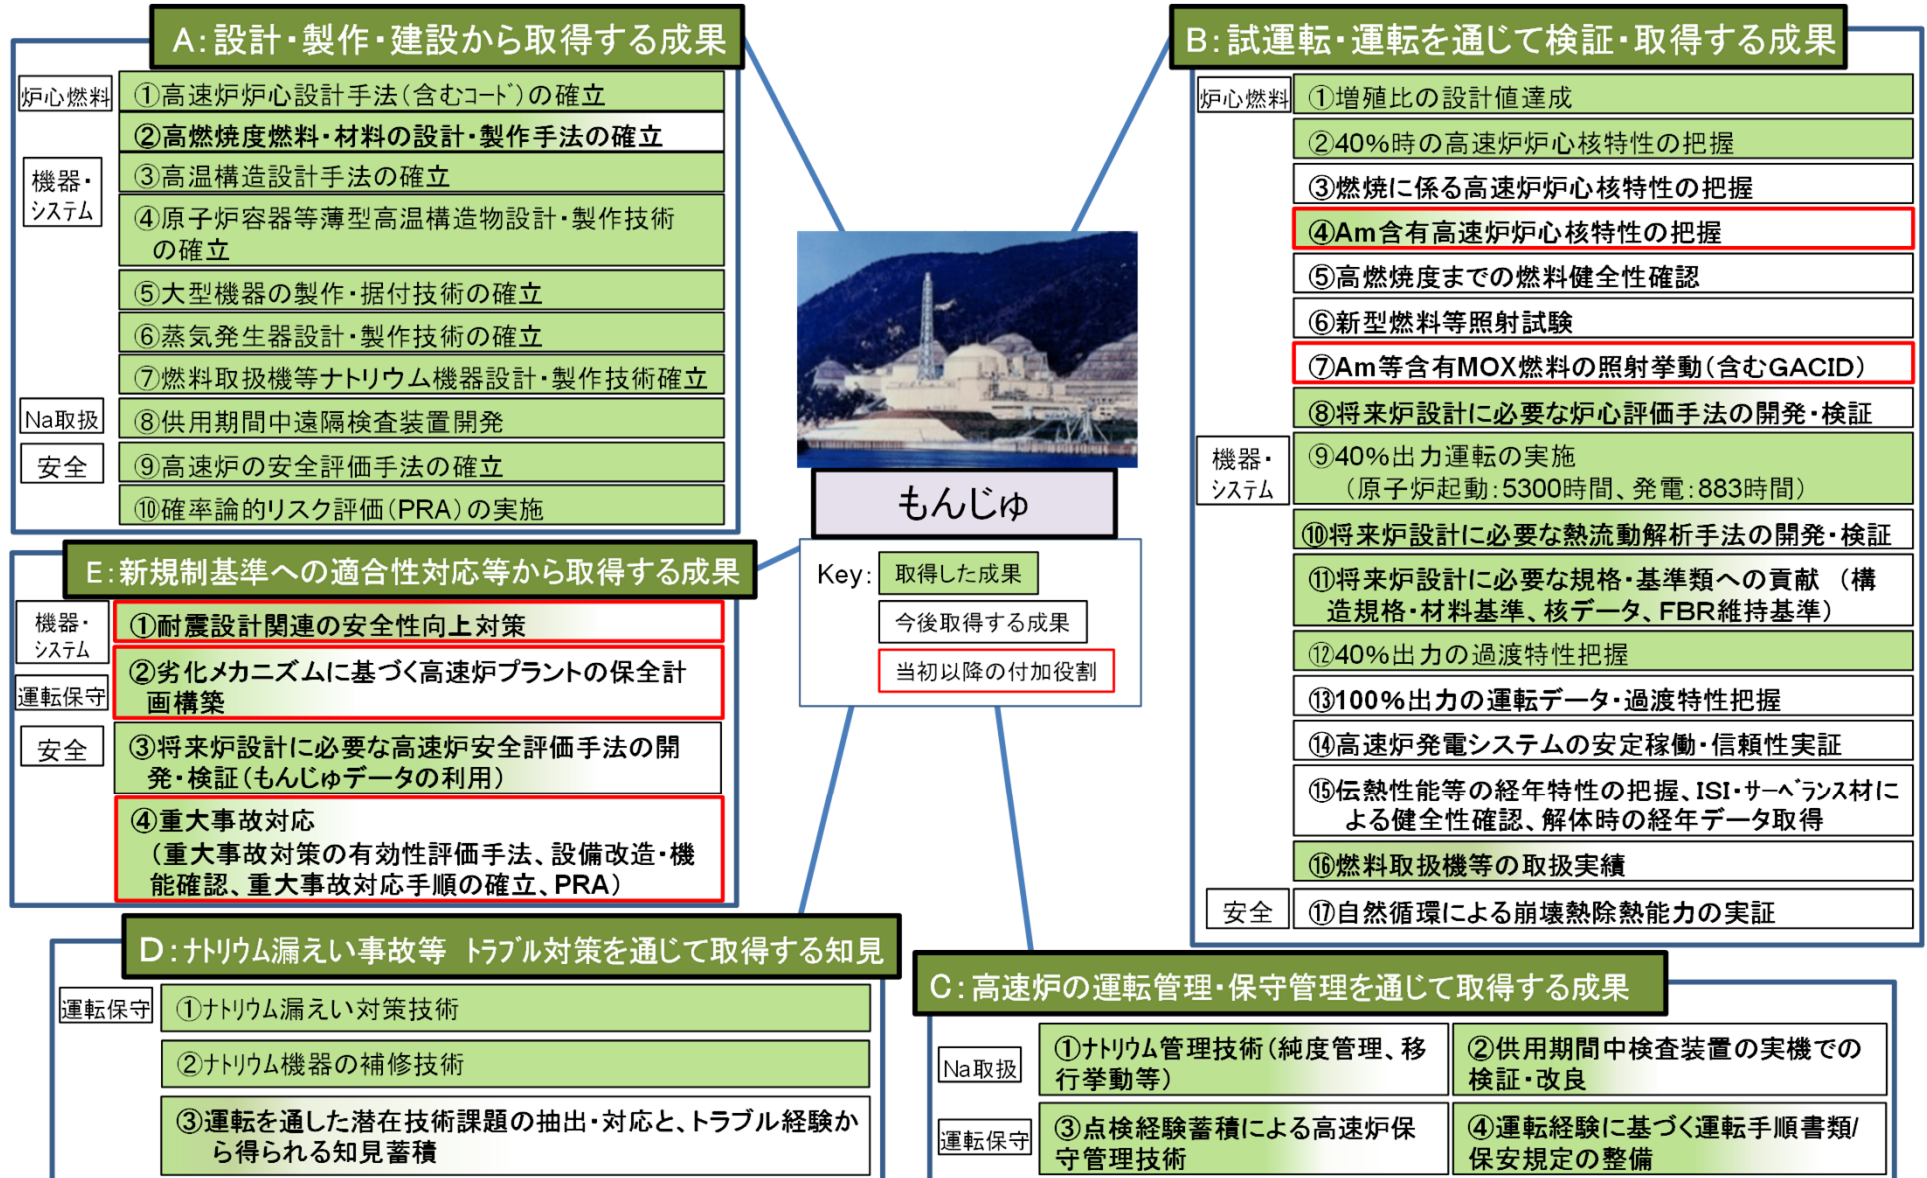 A:設計・製作・建設から取得する成果
炉心燃料
①高速炉炉心設計手法(含むコード)の確立
②高燃焼度燃料・材料の設計・製作手法の確立
機器・
システム
③高温構造設計手法の確立
④原子炉容器等薄型高温構造物設計・製作技術
の確立
⑤大型機器の製作・据付技術の確立
⑥蒸気発生器設計・製作技術の確立
⑦燃料取扱機等ナトリウム機器設計・製作技術確立
Na取扱
⑧供用期間中遠隔検査装置開発
安全
⑨高速炉の安全評価手法の確立
⑩確率論的リスク評価(PRA)の実施
B:試運転・運転を通じて検証・取得する成果
炉心燃料
①増殖比の設計値達成
②40%時の高速炉炉心核特性の把握
③燃焼に係る高速炉炉心核特性の把握
④Am含有高速炉炉心核特性の把握
⑤高燃焼度までの燃料健全性確認
⑥新型燃料等照射試験
⑦Am等含有MOX燃料の照射挙動(含むGACID)
⑧将来炉設計に必要な炉心評価手法の開発・検証
機器・
システム
⑨40%出力運転の実施
(原子炉起動:5300時間、発電:883時間)
⑩将来炉設計に必要な熱流動解析手法の開発・検証
⑪将来炉設計に必要な規格・基準類への貢献 (構
造規格・材料基準、核データ、FBR維持基準)
⑫40%出力の過渡特性把握
⑬100%出力の運転データ・過渡特性把握
⑭高速炉発電システムの安定稼働・信頼性実証
⑮伝熱性能等の経年特性の把握、ISI・サーベランス材に
よる健全性確認、解体時の経年データ取得
⑯燃料取扱機等の取扱実績
安全
⑰自然循環による崩壊熱除熱能力の実証
もんじゅ
Key:
取得した成果
今後取得する成果
当初以降の付加役割
E:新規制基準への適合性対応等から取得する成果
機器・
システム
①耐震設計関連の安全性向上対策
運転保守
②劣化メカニズムに基づく高速炉プラントの保全計
画構築
安全
③将来炉設計に必要な高速炉安全評価手法の開
発・検証(もんじゅデータの利用)
④重大事故対応
(重大事故対策の有効性評価手法、設備改造・機
能確認、重大事故対応手順の確立、PRA)
D:ナトリウム漏えい事故等 トラブル対策を通じて取得する知見
運転保守
①ナトリウム漏えい対策技術
②ナトリウム機器の補修技術
③運転を通した潜在技術課題の抽出・対応と、トラブル経験か
ら得られる知見蓄積
C:高速炉の運転管理・保守管理を通じて取得する成果
Na取扱
①ナトリウム管理技術(純度管理、移
行挙動等)
②供用期間中検査装置の実機での
検証・改良
運転保守
③点検経験蓄積による高速炉保
守管理技術
④運転経験に基づく運転手順書類/
保安規定の整備